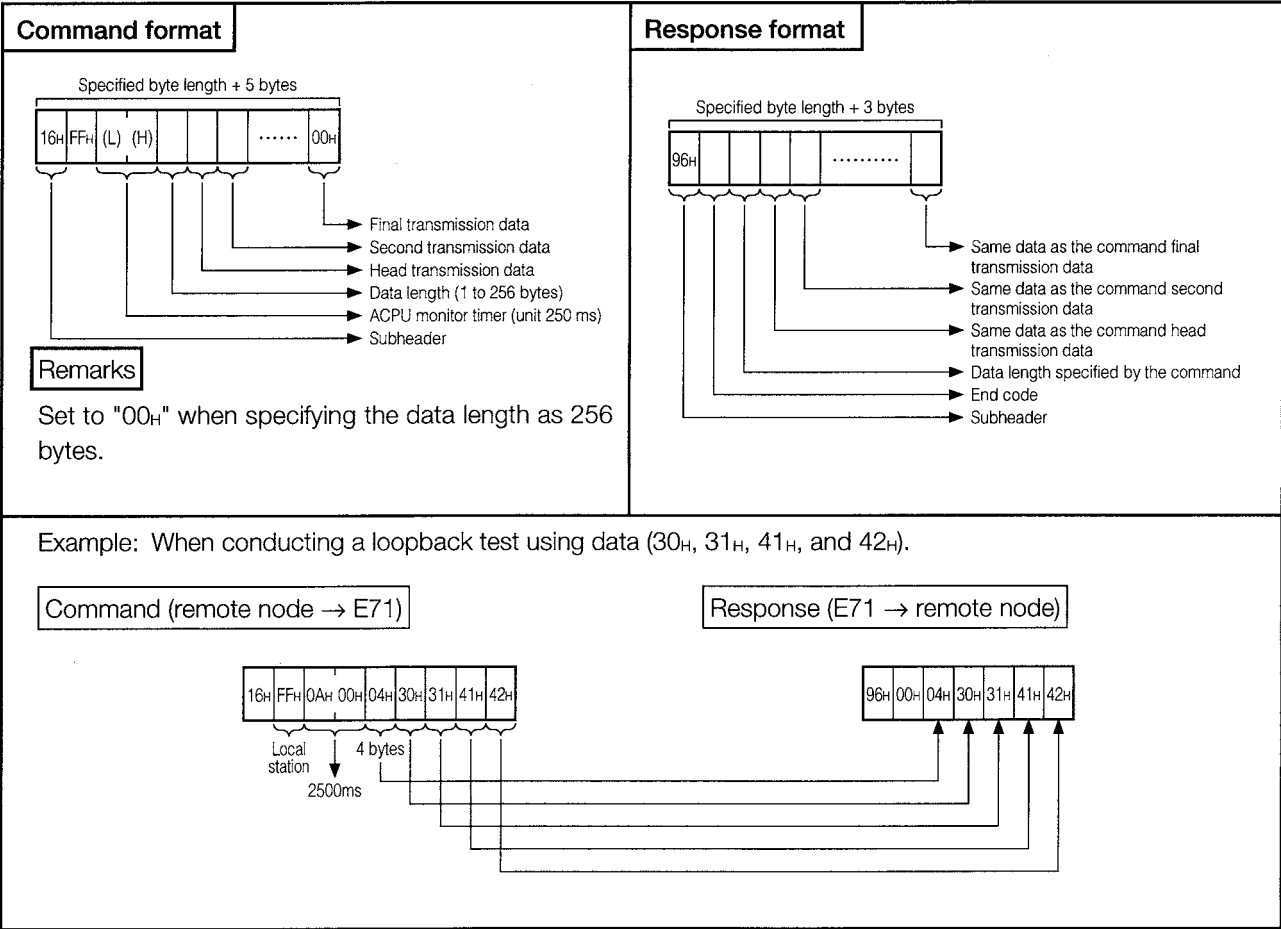 Command format
Specified byte length + 5 bytes
16H FFH (L) (H) ...... 00H
Final transmission data
Second transmission data
Head transmission data
Data length (1 to 256 bytes)
ACPU monitor timer (unit 250 ms)
Subheader
Remarks
Set to "00H" when specifying the data length as 256
bytes.
Response format
Specified byte length + 3 bytes
96H ..........
Same data as the command final
transmission data
Same data as the command second
transmission data
Same data as the command head
transmission data
Data length specified by the command
End code
Subheader
Example: When conducting a loopback test using data (30H, 31H, 41H, and 42H).
Command (remote node → E71)
16H FFH 0AH 00H 04H 30H 31H 41H 42H
Local
station
4 bytes
2500ms
Response (E71 → remote node)
96H 00H 04H 30H 31H 41H 42H